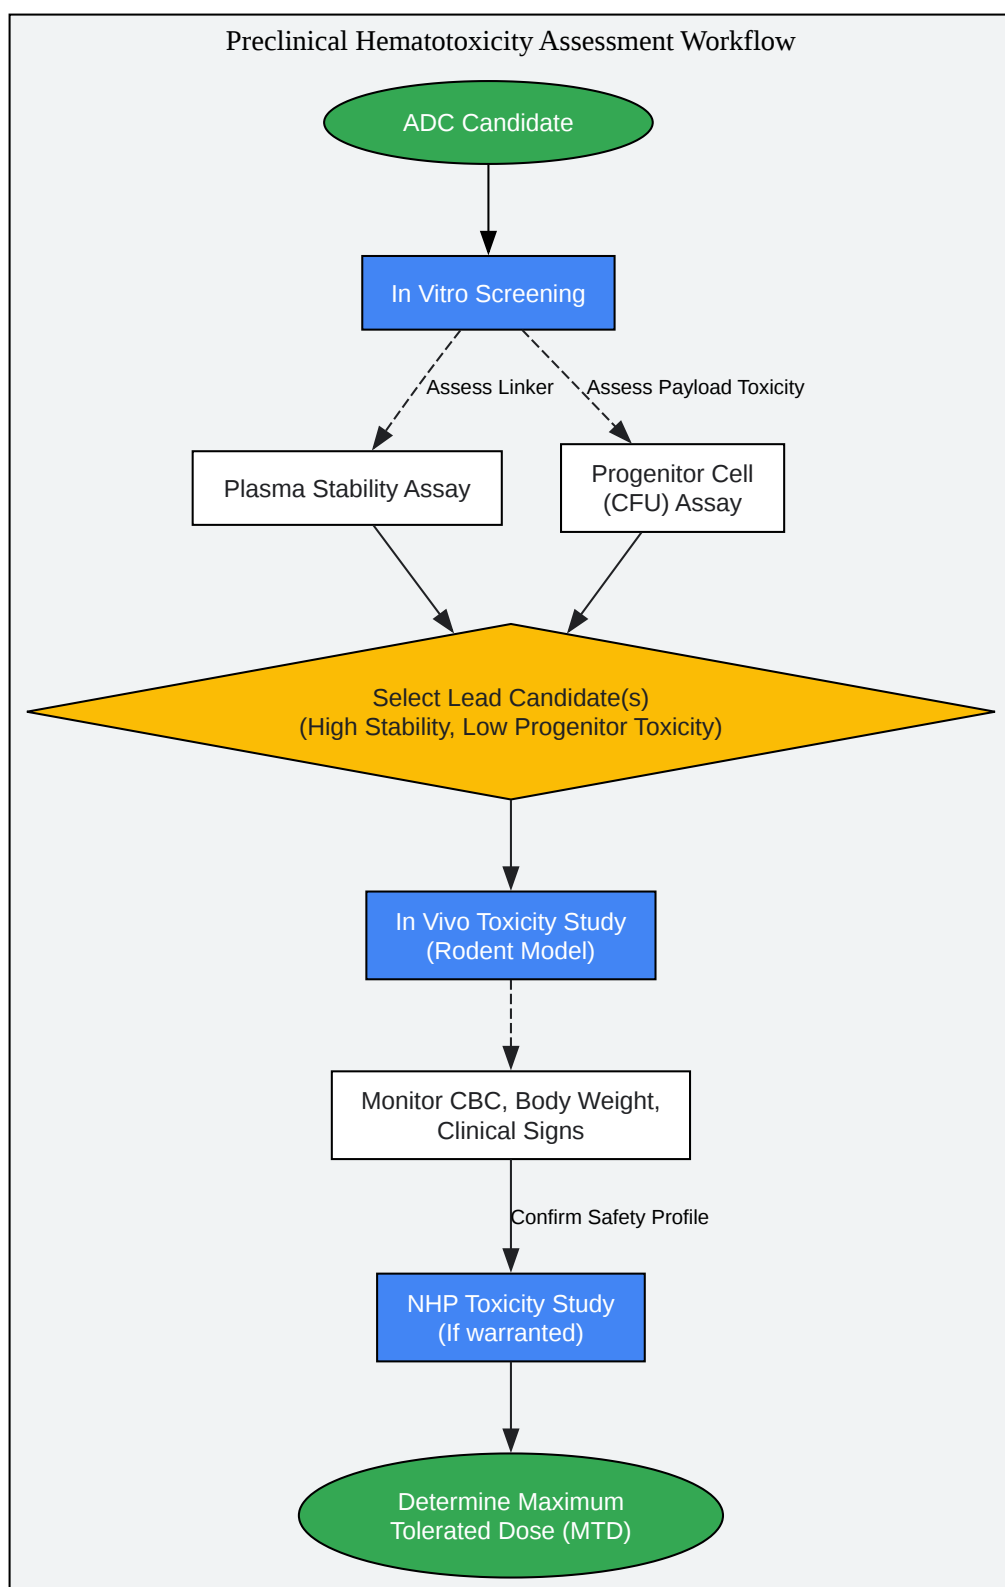 Preclinical Hematotoxicity Assessment Workflow
ADC Candidate
In Vitro Screening
Assess Linker
Assess Payload Toxicity
Plasma Stability Assay
Progenitor Cell
(CFU) Assay
Select Lead Candidate(s)
(High Stability, Low Progenitor Toxicity)
In Vivo Toxicity Study
(Rodent Model)
Monitor CBC, Body Weight,
Clinical Signs
Confirm Safety Profile
NHP Toxicity Study
(If warranted)
Determine Maximum
Tolerated Dose (MTD)